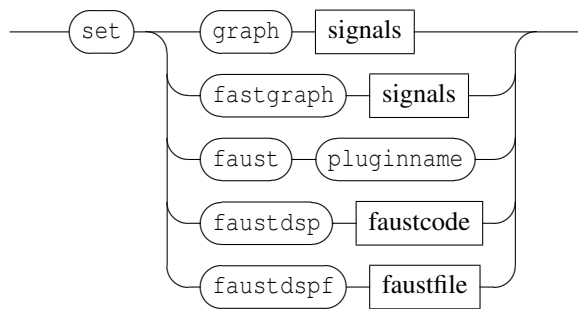 set graph signals
fastgraph signals
faust pluginname
faustdsp faustcode
faustdspf faustfile